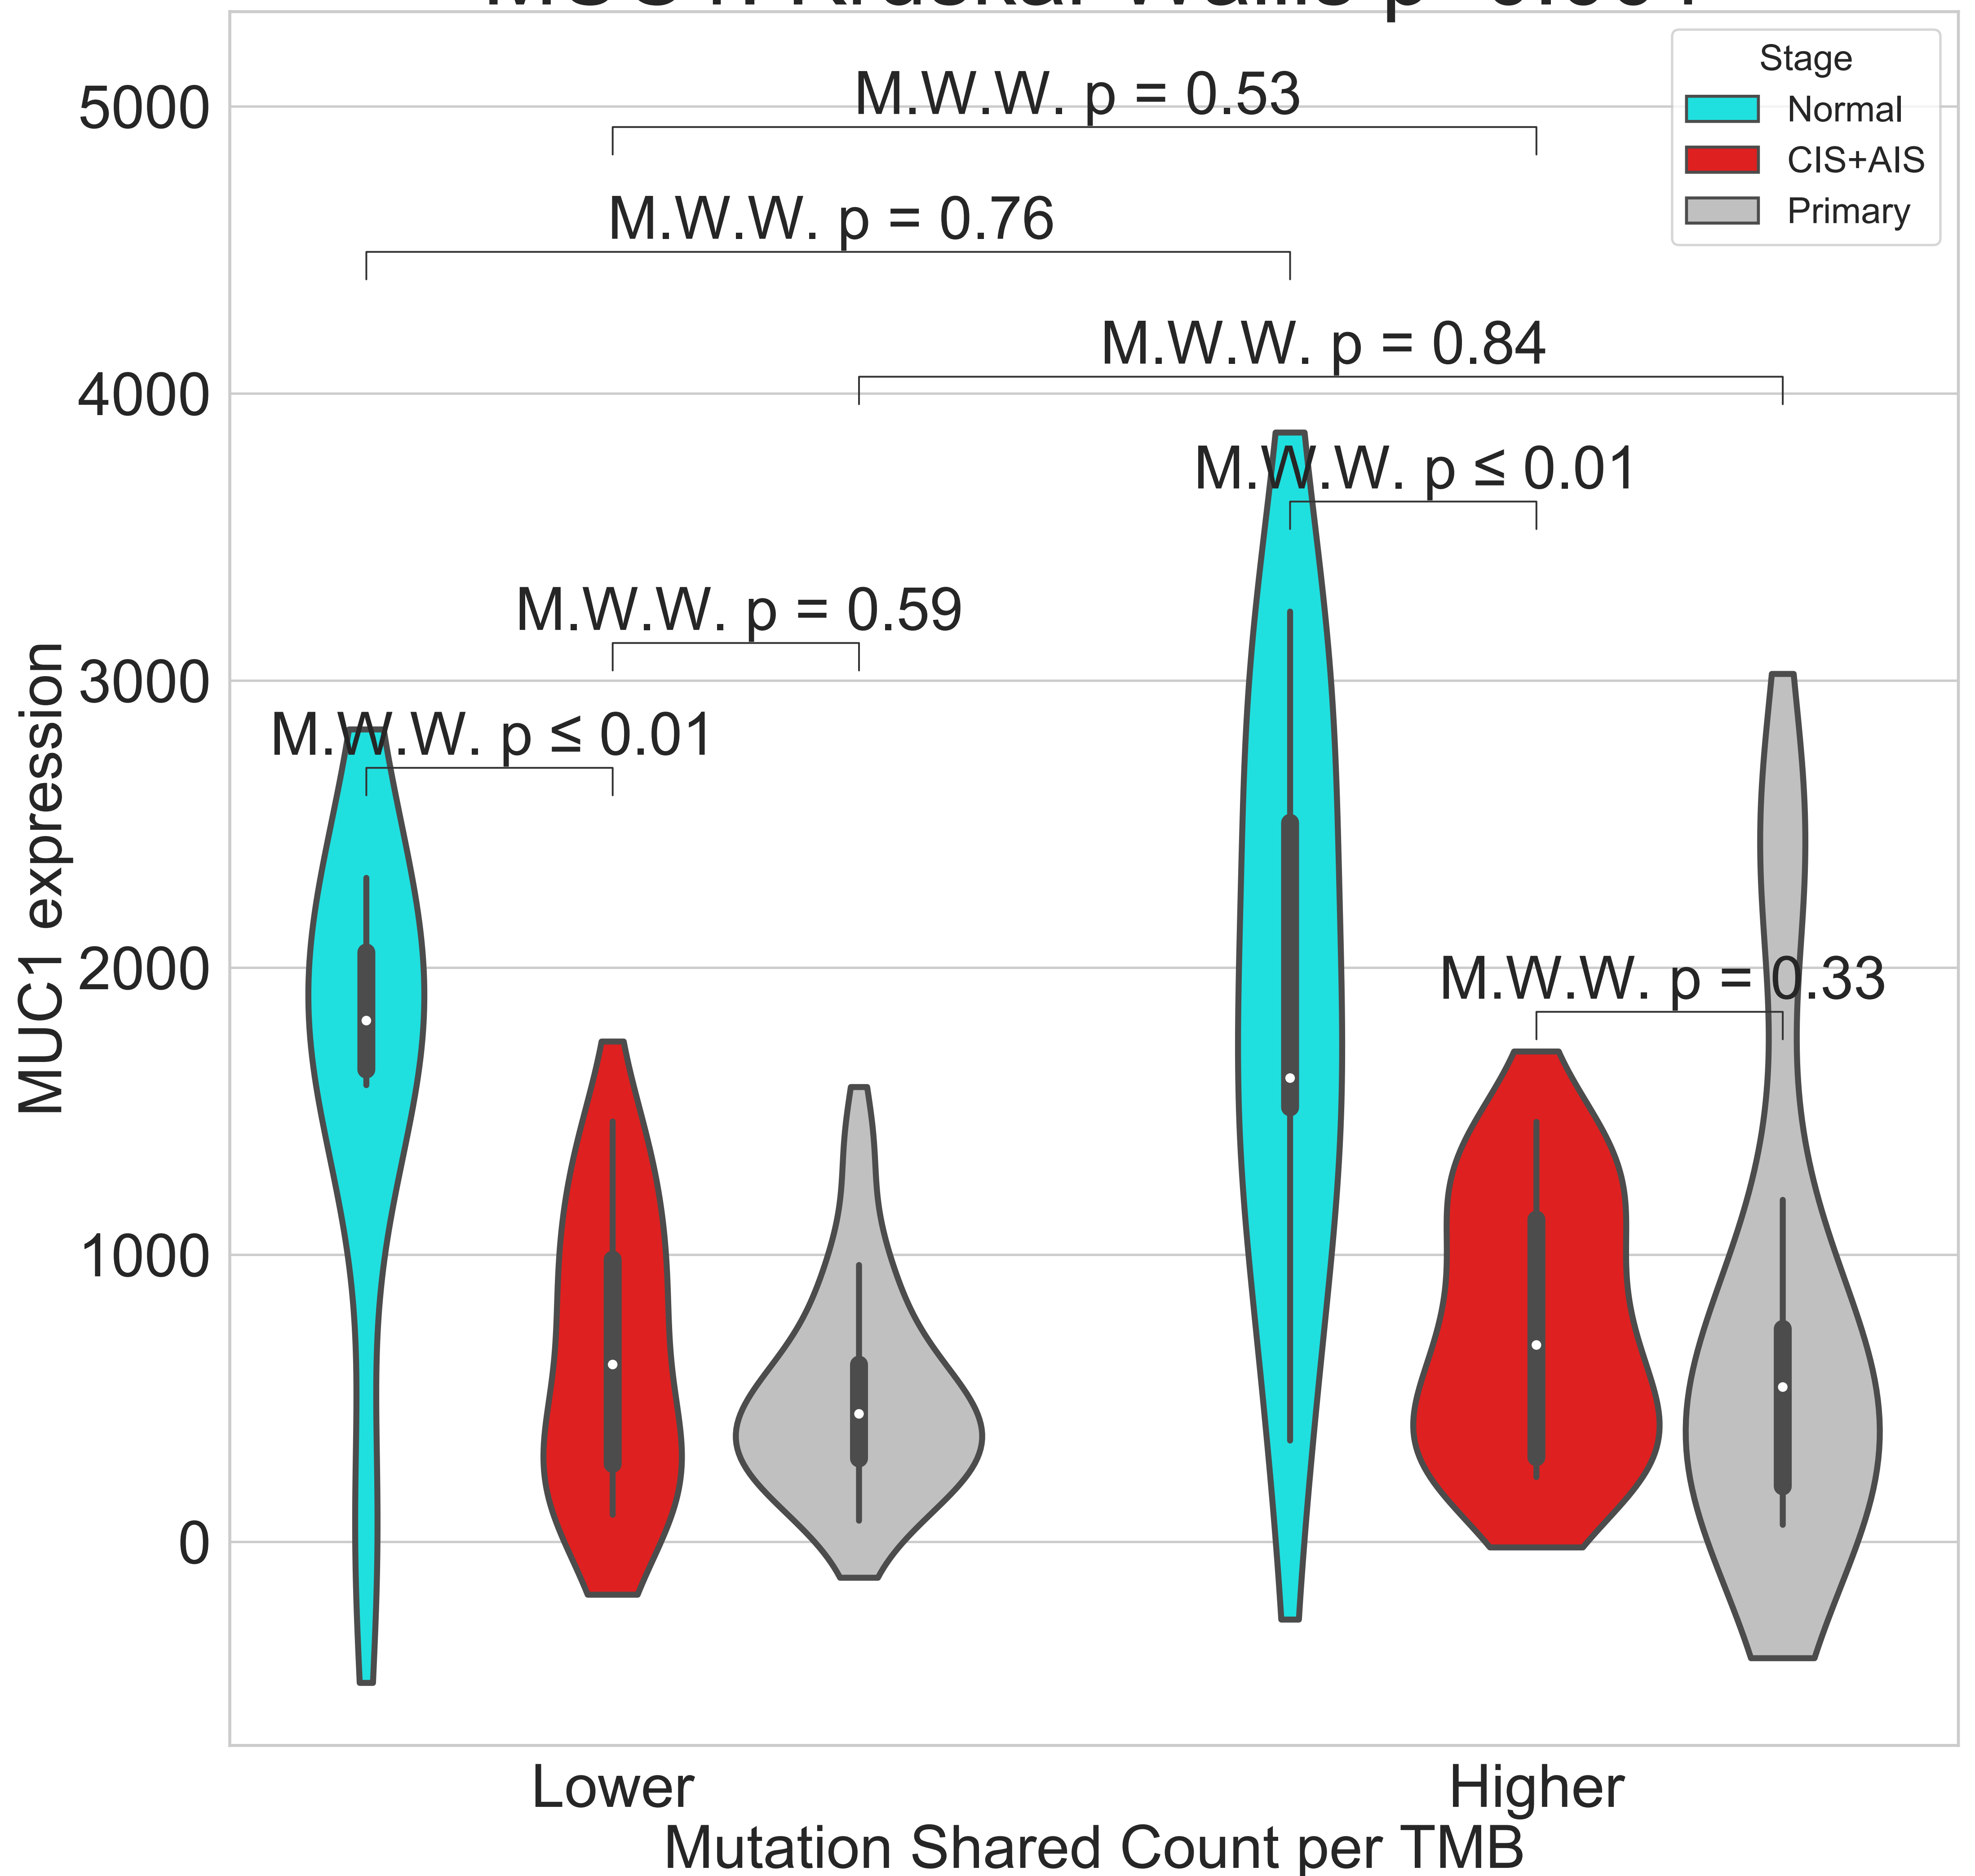 Stage
Normal
CIS+AIS
Primary
M.W.W. p = 0.53
M.W.W. p = 0.76
M.W.W. p = 0.84
M.W.W. p ≤ 0.01
M.W.W. p = 0.59
M.W.W. p ≤ 0.01
M.W.W. p = 0.33
5000
4000
3000
2000
1000
0
MUC1 expression
Lower
Higher
Mutation Shared Count per TMB